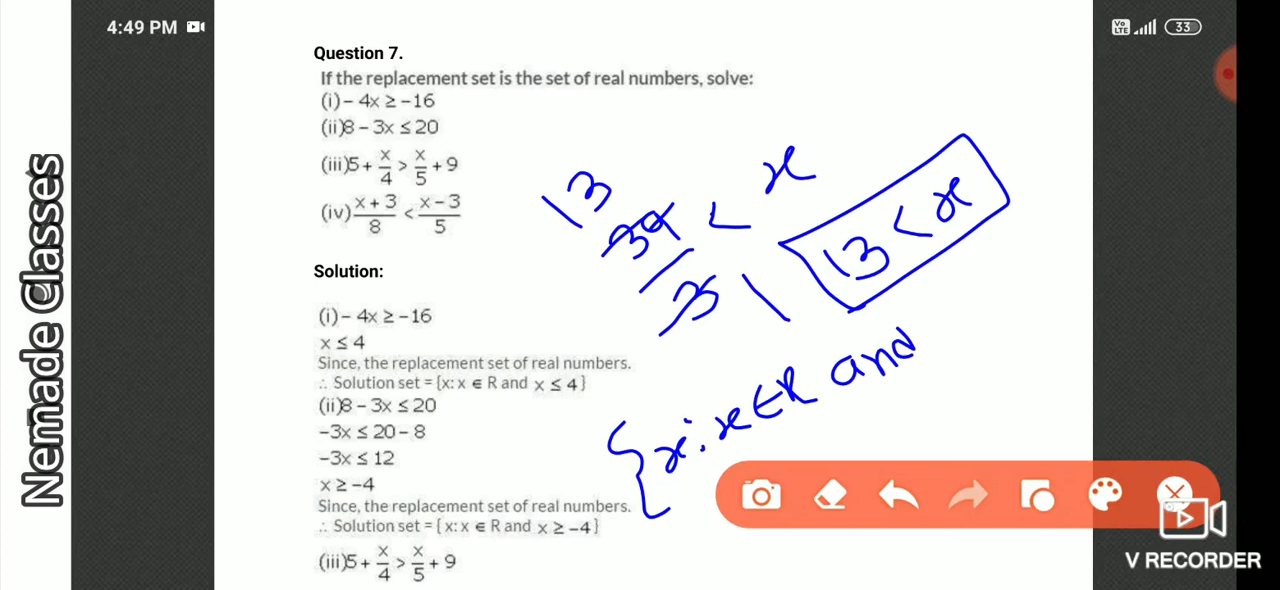 4:49 PM
Vo LTE 33
Nemade Classes
Question 7.
If the replacement set is the set of real numbers, solve:
(i) – 4x ≥ –16
(ii)8 – 3x ≤ 20
(iii)5 + x/4 > x/5 + 9
(iv) x + 3/8 < x – 3/5
Solution:
(i) – 4x ≥ –16
x ≤ 4
Since, the replacement set of real numbers.
∴ Solution set = {x: x ∈ R and x ≤ 4}
(ii)8 – 3x ≤ 20
–3x ≤ 20 – 8
–3x ≤ 12
x ≥ –4
Since, the replacement set of real numbers.
∴ Solution set = { x: x ∈ R and x ≥ –4}
(iii)5 + x/4 > x/5 + 9
13
39/3 < x/1
13 < x
{x: x ∈ R and
V RECORDER